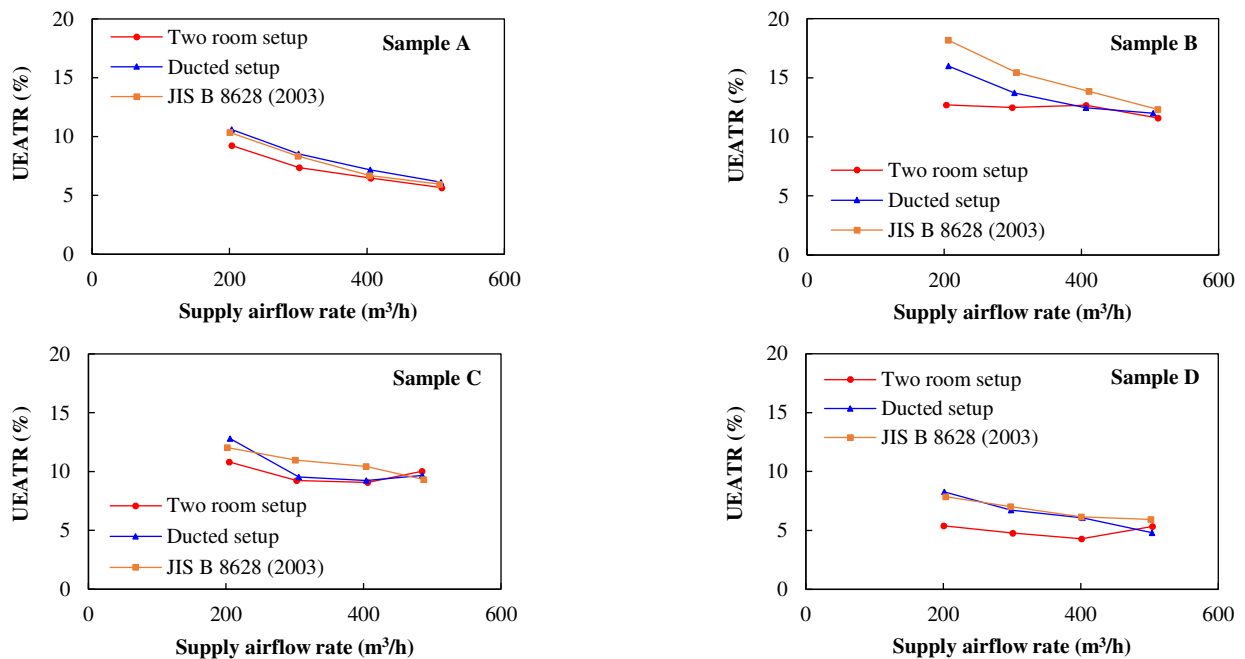 20
15
10
5
0
UEATR (%)
Two room setup
Ducted setup
JIS B 8628 (2003)
Sample A
0
200
400
600
Supply airflow rate (m³/h)
20
15
10
5
0
UEATR (%)
Sample B
Two room setup
Ducted setup
JIS B 8628 (2003)
0
200
400
600
Supply airflow rate (m³/h)
20
15
10
5
0
UEATR (%)
Sample C
Two room setup
Ducted setup
JIS B 8628 (2003)
0
200
400
600
Supply airflow rate (m³/h)
20
15
10
5
0
UEATR (%)
Two room setup
Ducted setup
JIS B 8628 (2003)
Sample D
0
200
400
600
Supply airflow rate (m³/h)